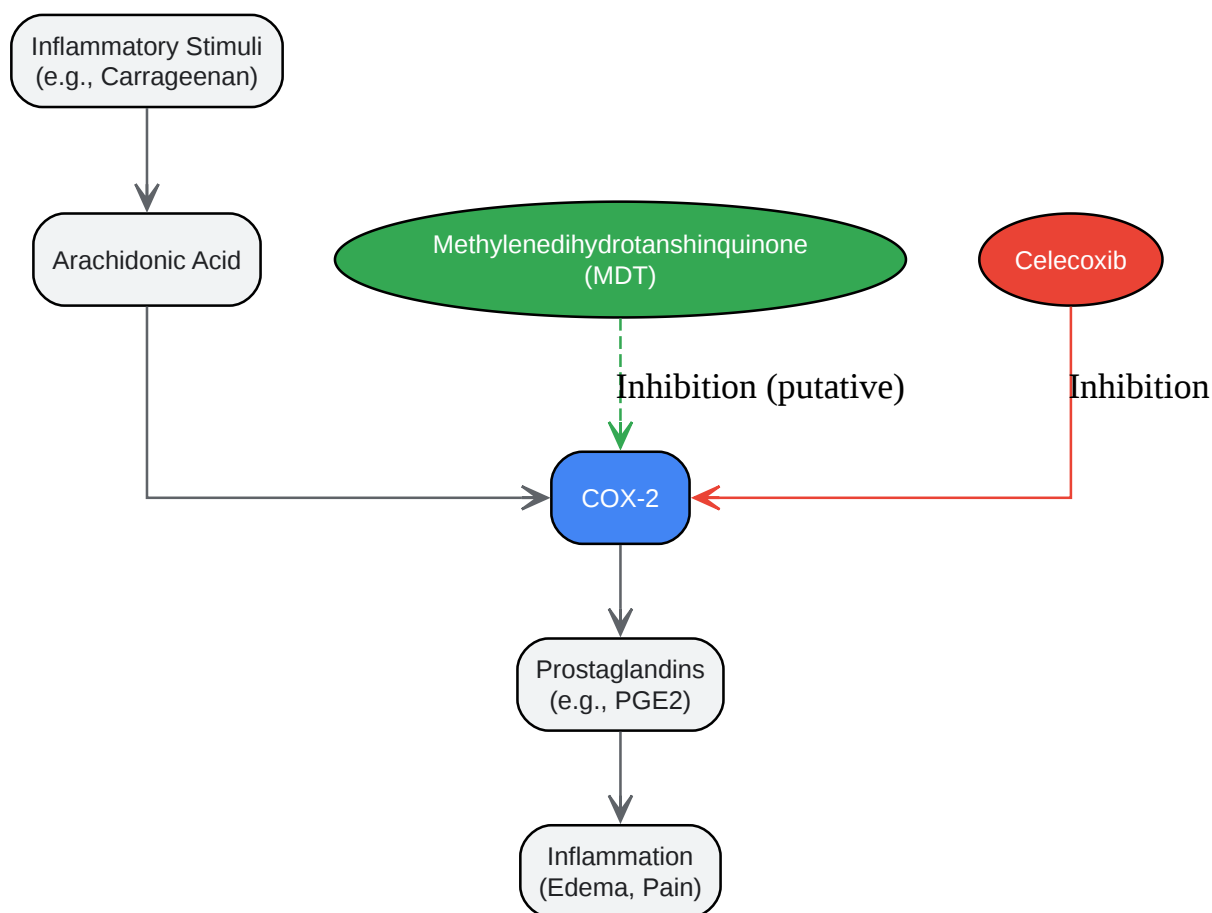 Inflammatory Stimuli
(e.g., Carrageenan)
Arachidonic Acid
Methylenedihydrotanshinquinone
(MDT)
Celecoxib
Inhibition (putative)
Inhibition
COX-2
Prostaglandins
(e.g., PGE2)
Inflammation
(Edema, Pain)